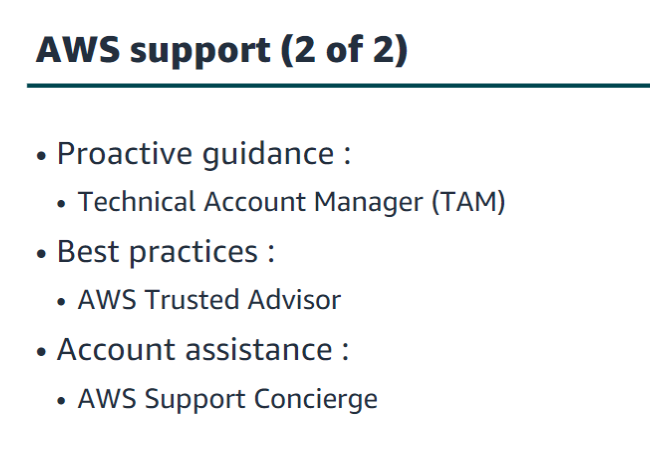 AWS support (2 of 2)
• Proactive guidance :
• Technical Account Manager (TAM)
• Best practices :
• AWS Trusted Advisor
• Account assistance :
• AWS Support Concierge